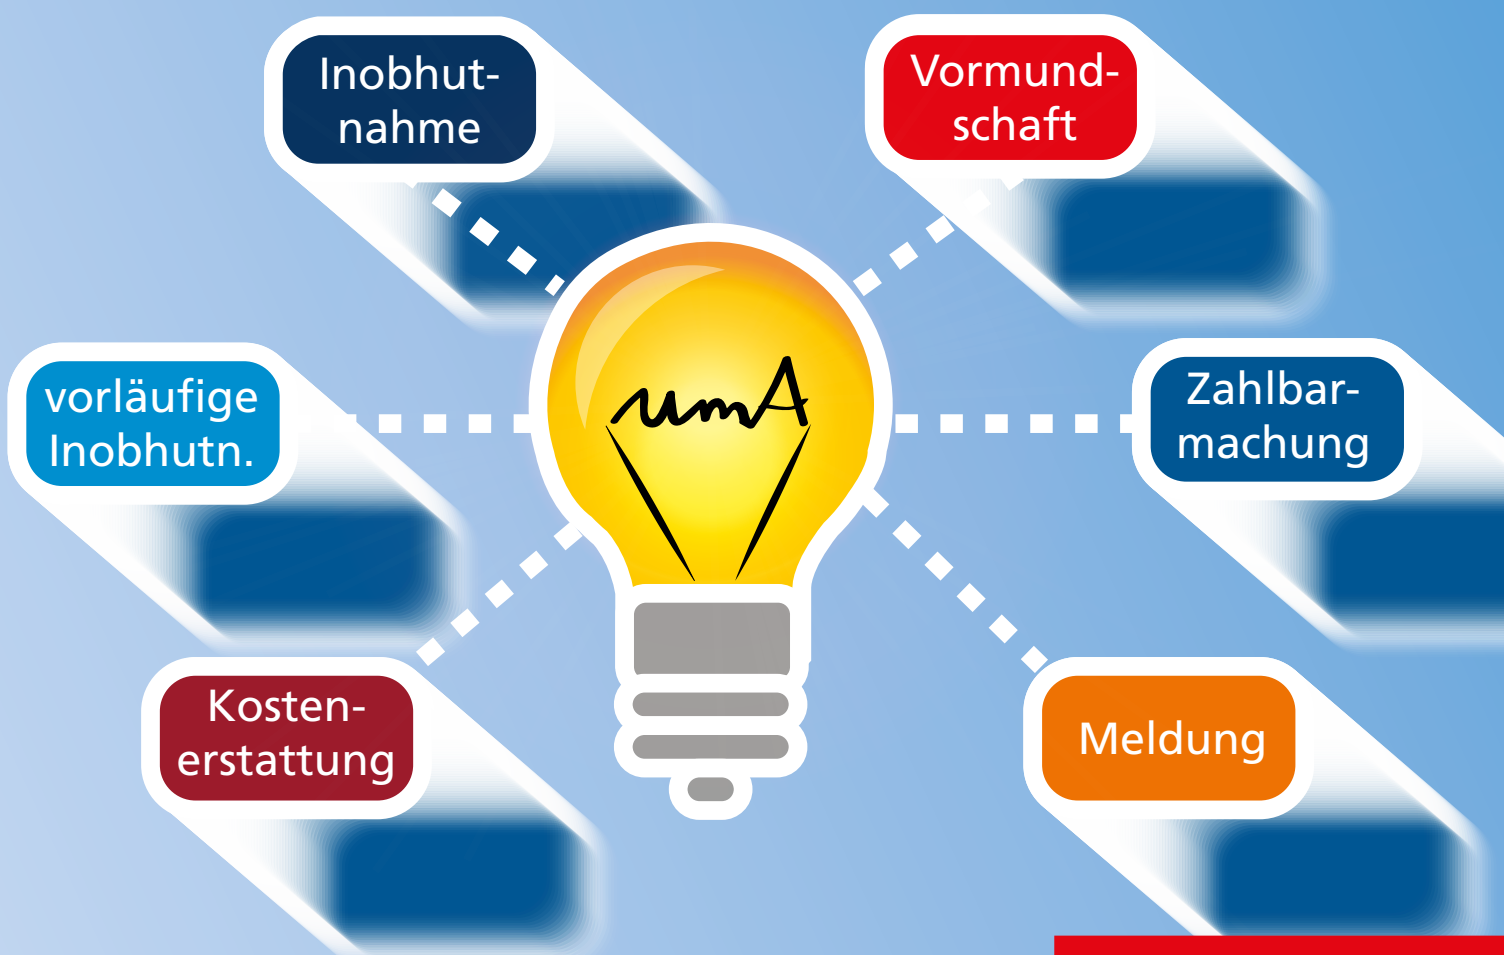 Inobhut-
nahme
Vormund-
schaft
vorläufige
Inobhutn.
umA
Zahlbar-
machung
Kosten-
erstattung
Meldung